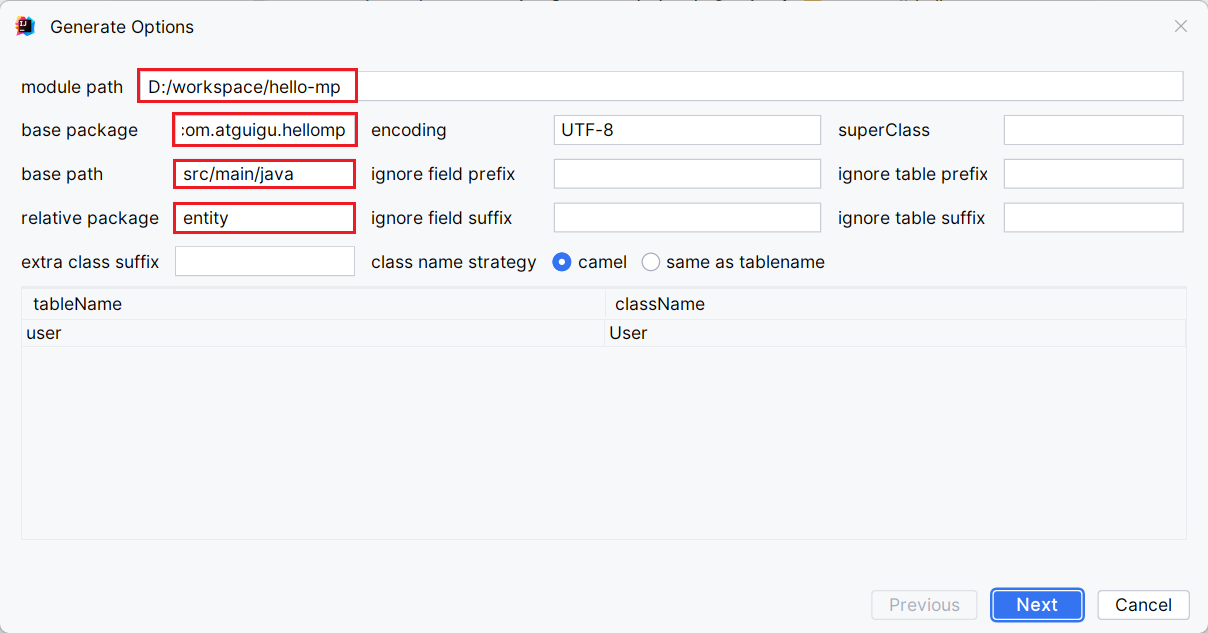 Generate Options
module path D:/workspace/hello-mp
base package com.atguigu.hellomp encoding UTF-8 superClass
base path src/main/java ignore field prefix ignore table prefix
relative package entity ignore field suffix ignore table suffix
extra class suffix class name strategy camel same as tablename
tableName className
user User
Previous Next Cancel